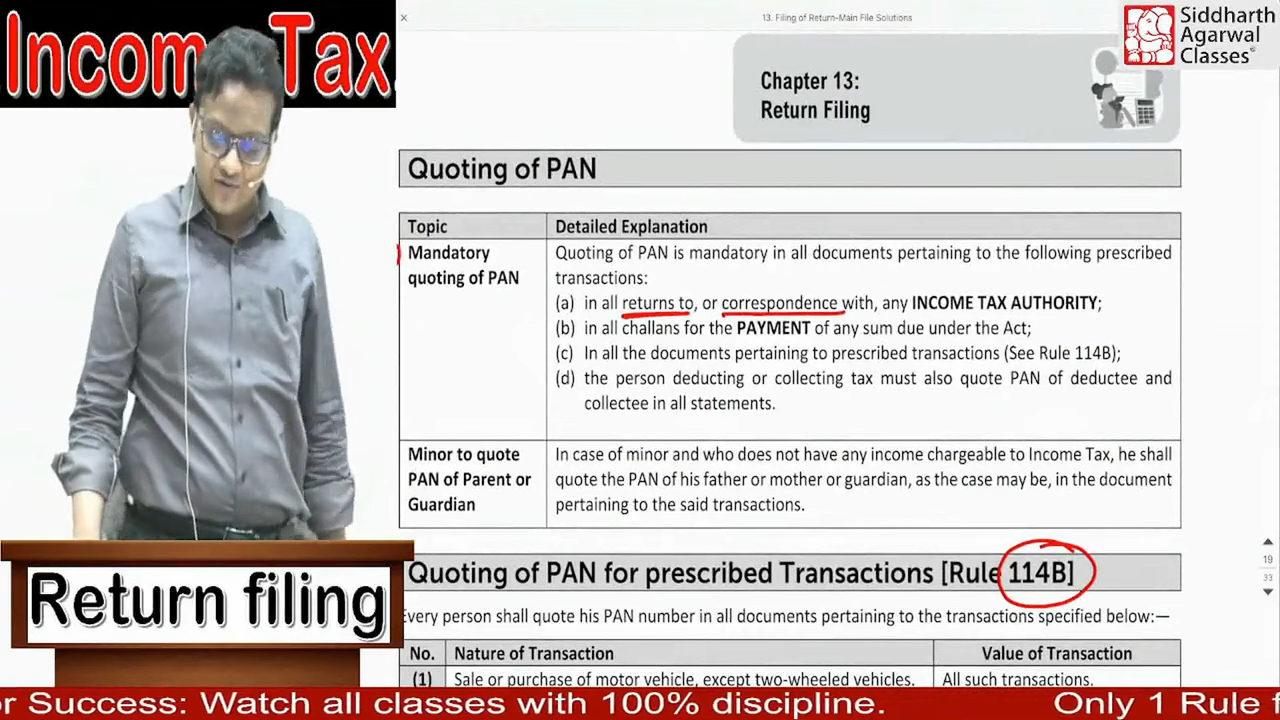 Income Tax.
×
13. Filing of Return-Main File Solutions
Siddharth
Agarwal
Classes
Chapter 13:
Return Filing
Quoting of PAN
Topic
Detailed Explanation
Mandatory
quoting of PAN
Quoting of PAN is mandatory in all documents pertaining to the following prescribed
transactions:
(a) in all returns to, or correspondence with, any INCOME TAX AUTHORITY;
(b) in all challans for the PAYMENT of any sum due under the Act;
(c) In all the documents pertaining to prescribed transactions (See Rule 114B);
(d) the person deducting or collecting tax must also quote PAN of deductee and
collectee in all statements.
Minor to quote
PAN of Parent or
Guardian
In case of minor and who does not have any income chargeable to Income Tax, he shall
quote the PAN of his father or mother or guardian, as the case may be, in the document
pertaining to the said transactions.
Return filing
Quoting of PAN for prescribed Transactions [Rule 114B]
19
33
Every person shall quote his PAN number in all documents pertaining to the transactions specified below:—
No.
Nature of Transaction
Value of Transaction
(1)
Sale or purchase of motor vehicle, except two-wheeled vehicles.
All such transactions.
or Success: Watch all classes with 100% discipline.
Only 1 Rule f